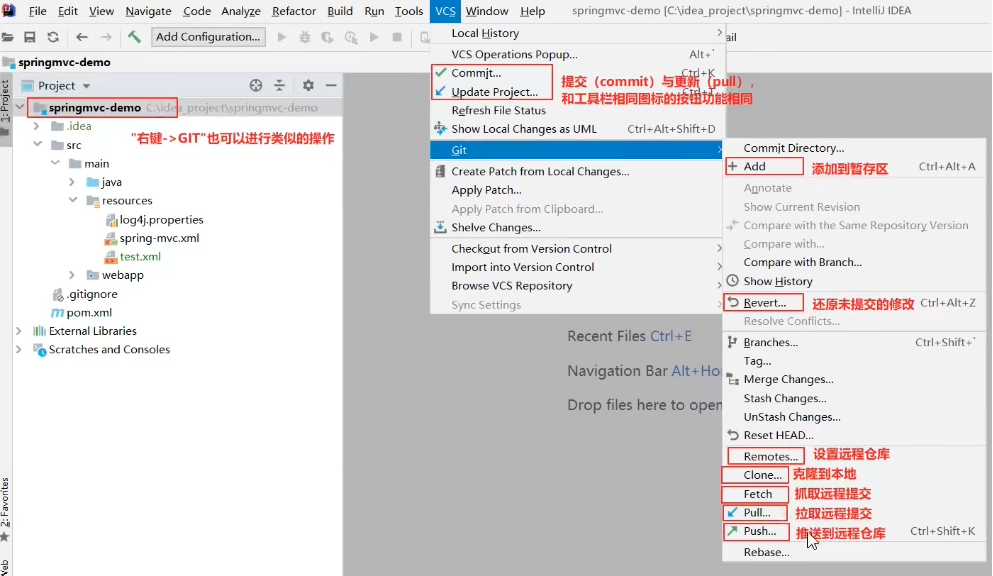 File Edit View Navigate Code Analyze Refactor Build Run Tools VCS Window Help springmvc-demo [C:\idea_project\springmvc-demo] - IntelliJ IDEA
Add Configuration...
springmvc-demo
1: Project
Project
springmvc-demo C:\idea_project\springmvc-demo
.idea
"右键->GIT"也可以进行类似的操作
src
main
java
resources
log4j.properties
spring-mvc.xml
test.xml
webapp
.gitignore
pom.xml
External Libraries
Scratches and Consoles
2: Favorites
Web
Local History
VCS Operations Popup... Alt+`
Commit... Ctrl+K
Update Project... Ctrl+T
提交（commit）与更新（pull），
和工具栏相同图标的按钮功能相同
Refresh File Status
Show Local Changes as UML Ctrl+Alt+Shift+D
Git
Create Patch from Local Changes...
Apply Patch...
Apply Patch from Clipboard...
Shelve Changes...
Checkout from Version Control
Import into Version Control
Browse VCS Repository
Sync Settings
Recent Files Ctrl+E
Navigation Bar Alt+Ho
Drop files here to open
Commit Directory...
Add 添加到暂存区 Ctrl+Alt+A
Annotate
Show Current Revision
Compare with the Same Repository Version
Compare with...
Compare with Branch...
Show History
Revert... 还原未提交的修改 Ctrl+Alt+Z
Resolve Conflicts...
Branches... Ctrl+Shift+`
Tag...
Merge Changes...
Stash Changes...
UnStash Changes...
Reset HEAD...
Remotes... 设置远程仓库
Clone... 克隆到本地
Fetch 抓取远程提交
Pull... 拉取远程提交
Push... 推送到远程仓库 Ctrl+Shift+K
Rebase...